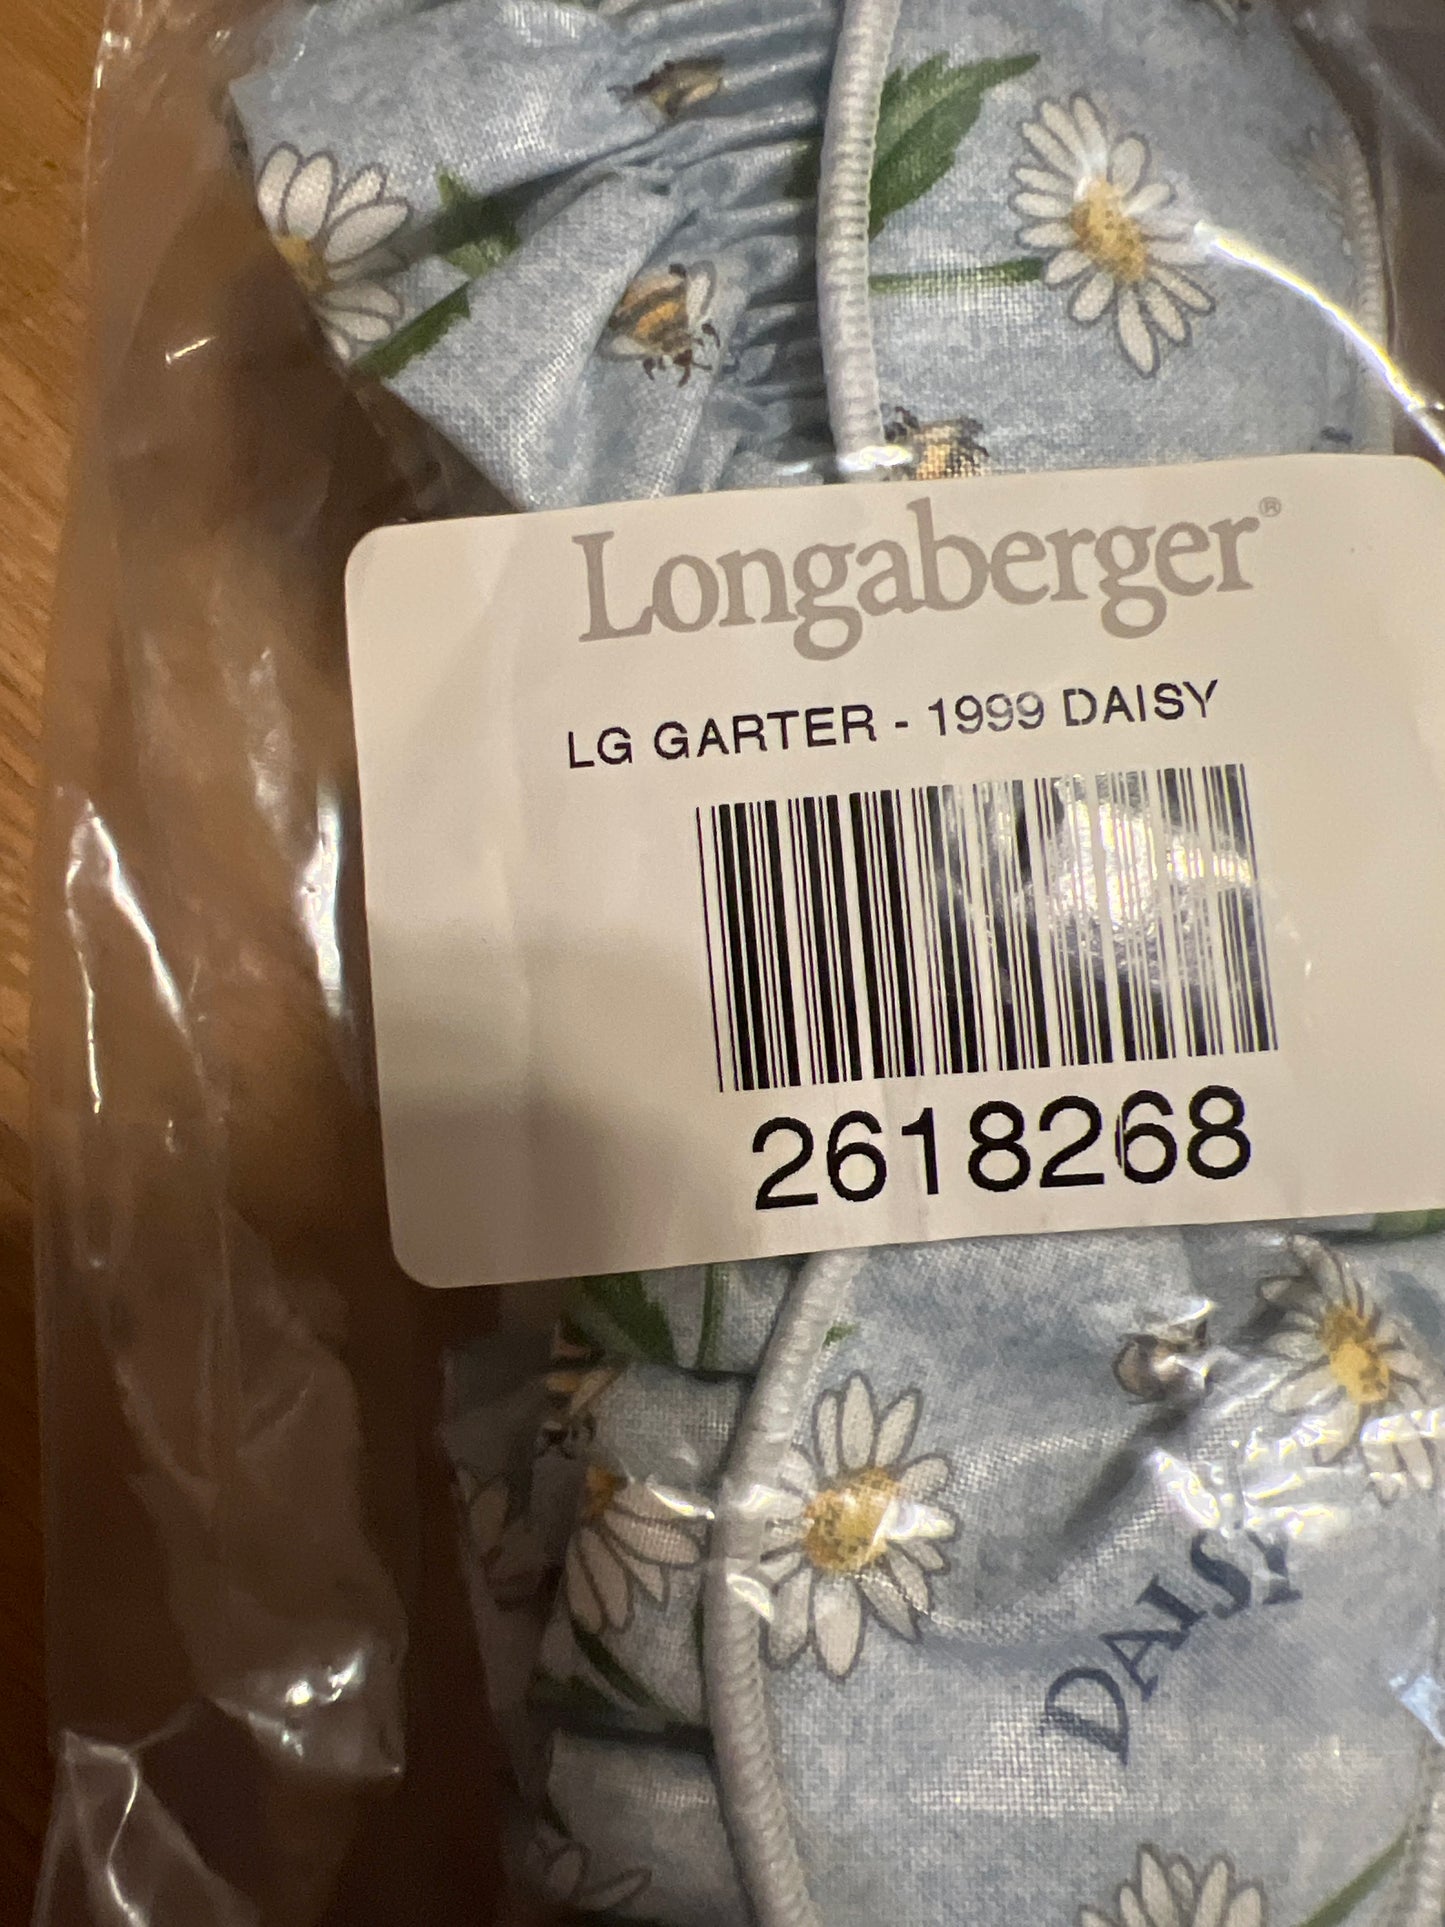 Longaberger®
LG GARTER - 1999 DAISY
2618268
DAISY